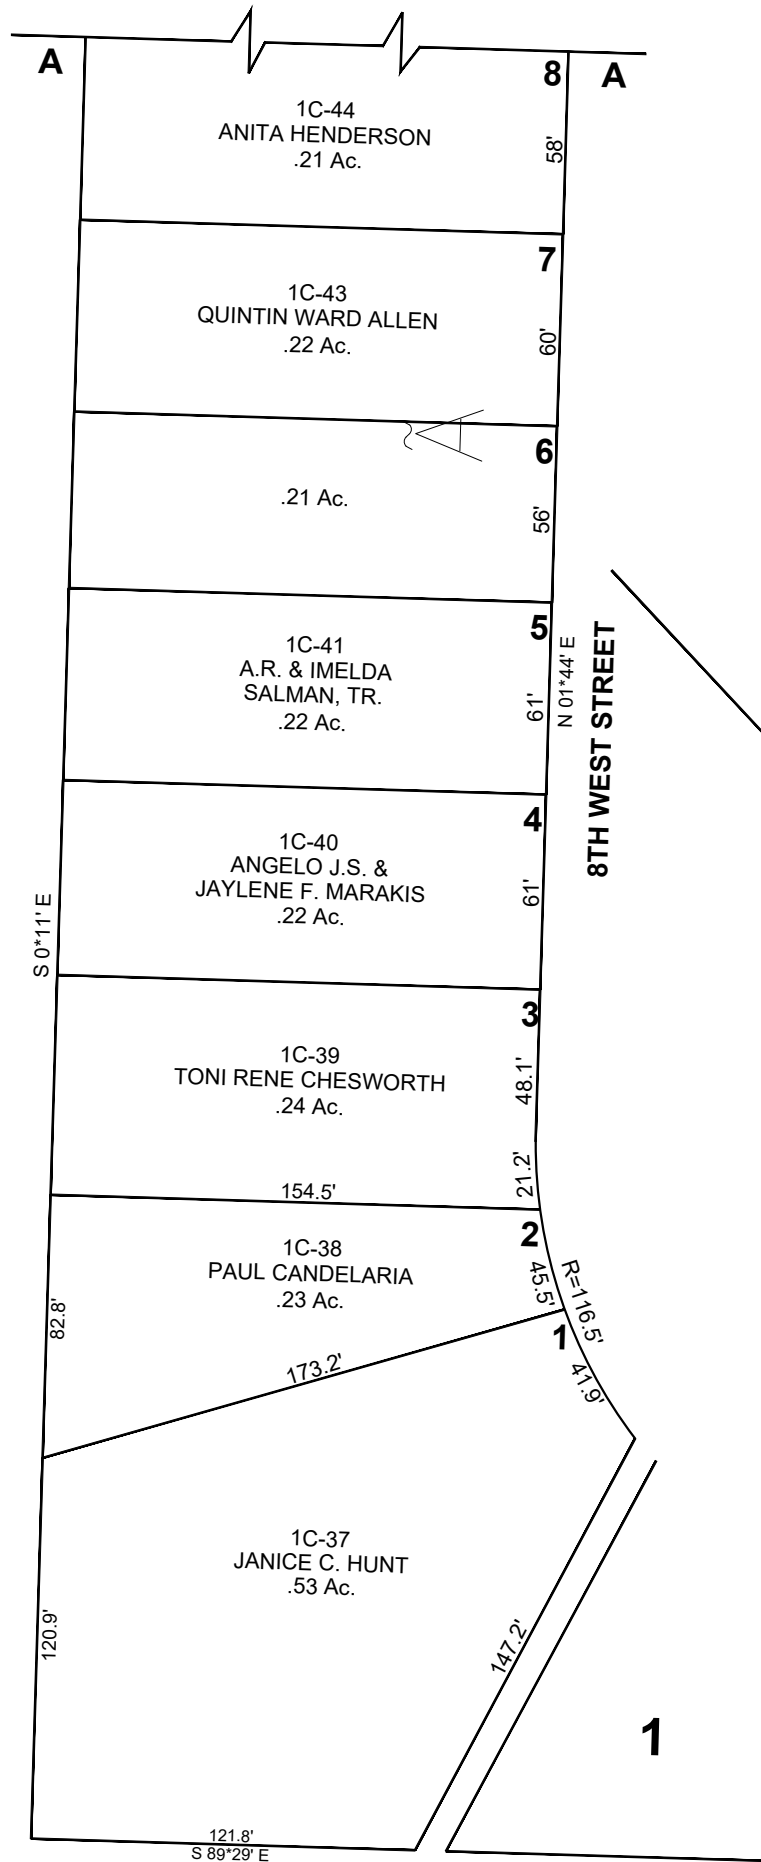 A
8
A
1C-44
ANITA HENDERSON
.21 Ac.
58'
7
1C-43
QUINTIN WARD ALLEN
.22 Ac.
60'
6
.21 Ac.
56'
5
1C-41
A.R. & IMELDA
SALMAN, TR.
.22 Ac.
61'
N 01*44' E
8TH WEST STREET
4
1C-40
ANGELO J.S. &
JAYLENE F. MARAKIS
.22 Ac.
61'
S 0*11' E
3
1C-39
TONI RENE CHESWORTH
.24 Ac.
48.1'
21.2'
154.5'
2
1C-38
PAUL CANDELARIA
.23 Ac.
45.5'
R=116.5'
82.8'
1
173.2'
41.9'
1C-37
JANICE C. HUNT
.53 Ac.
120.9'
147.2'
1
121.8'
S 89*29' E